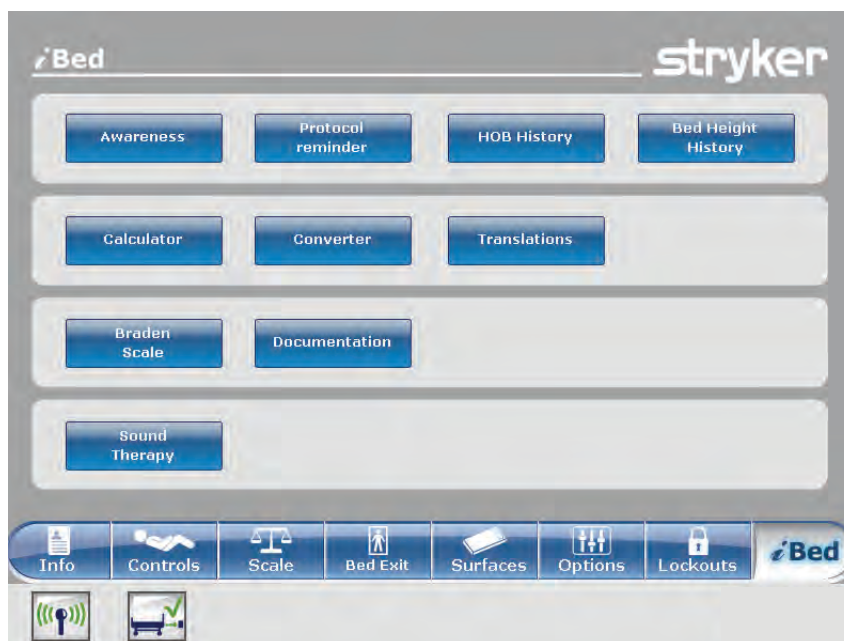 iBed
stryker
Awareness
Protocol
reminder
HOB History
Bed Height
History
Calculator
Converter
Translations
Braden
Scale
Documentation
Sound
Therapy
Info
Controls
Scale
Bed Exit
Surfaces
Options
Lockouts
iBed